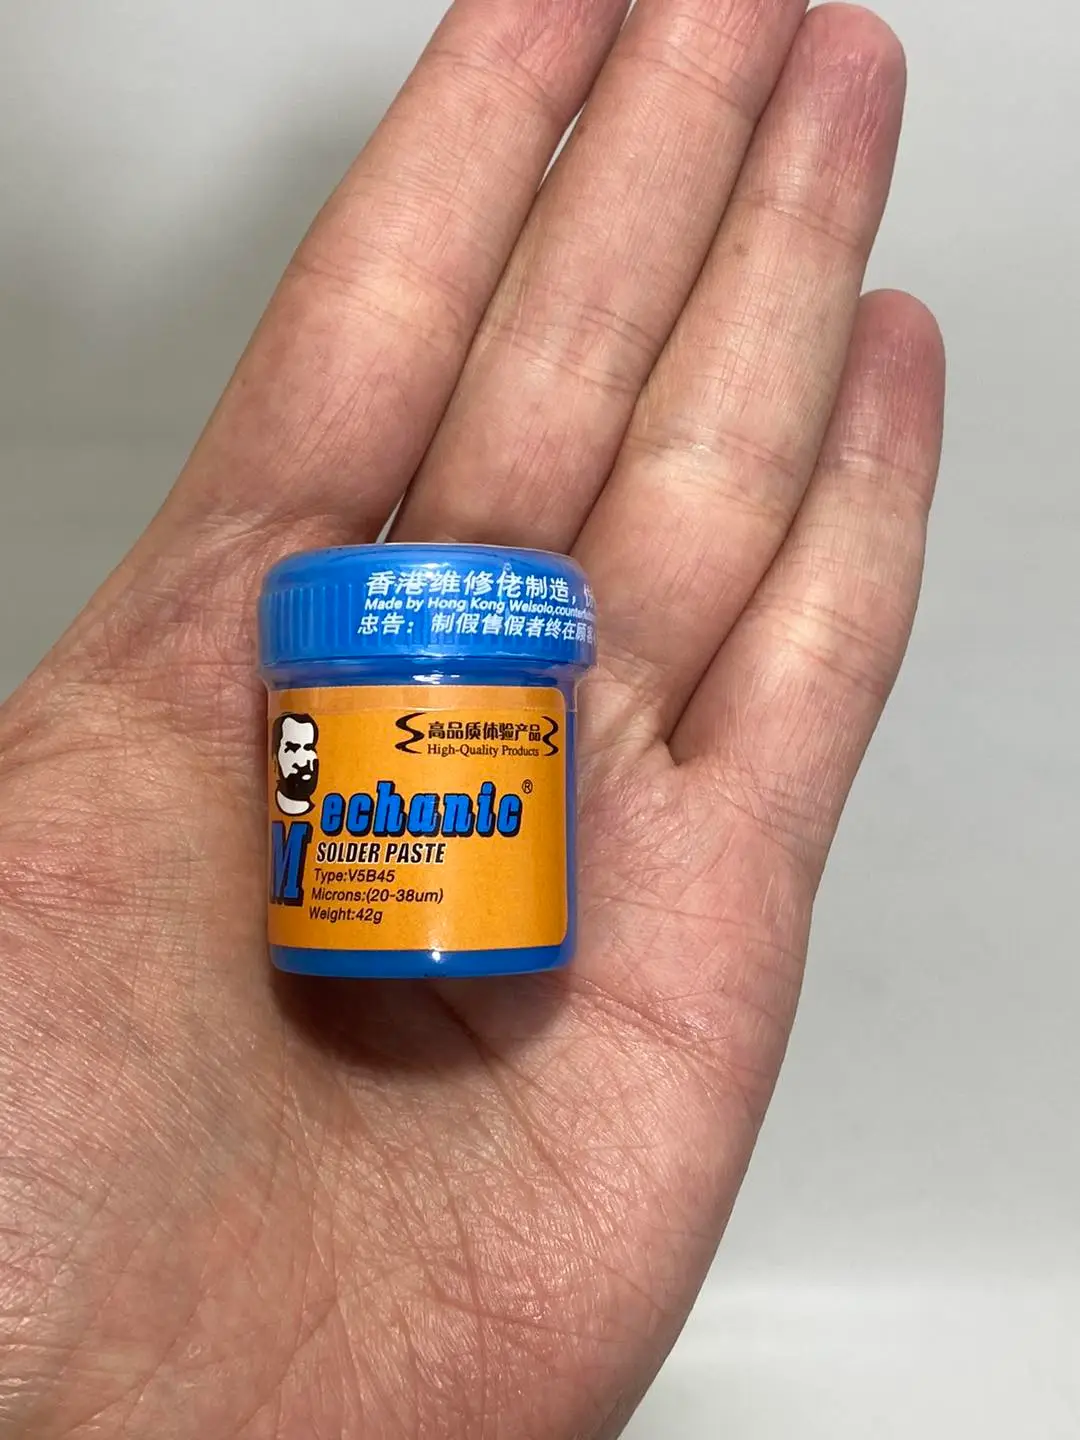 香港维修佬制造，
Made by Hong Kong Welsolo,
忠告：制假售假者终在顾
高品质体验产品
High-Quality Products
Mechanic®
SOLDER PASTE
Type:V5B45
Microns:(20-38um)
Weight:42g